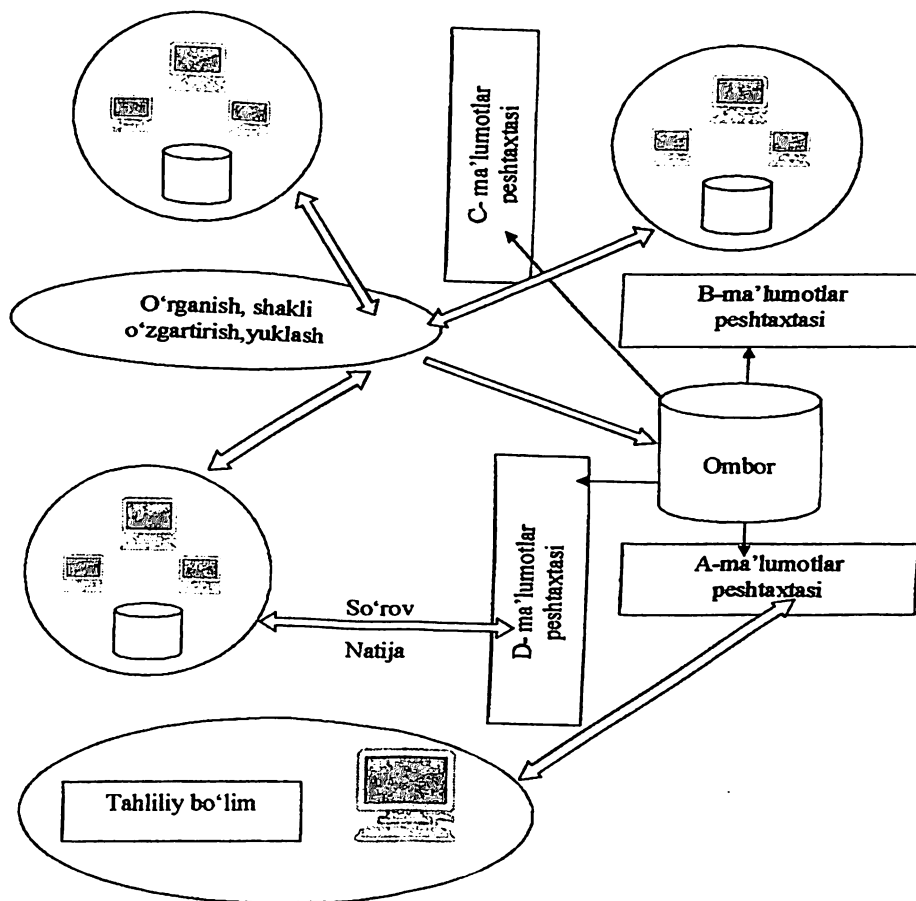 C- ma’lumotlar
peshtaxtasi
O‘rganish, shakli
o‘zgartirish,yuklash
B-ma’lumotlar
peshtaxtasi
Ombor
A-ma’lumotlar
peshtaxtasi
D- ma’lumotlar
peshtaxtasi
So‘rov
Natija
Tahliliy bo‘lim